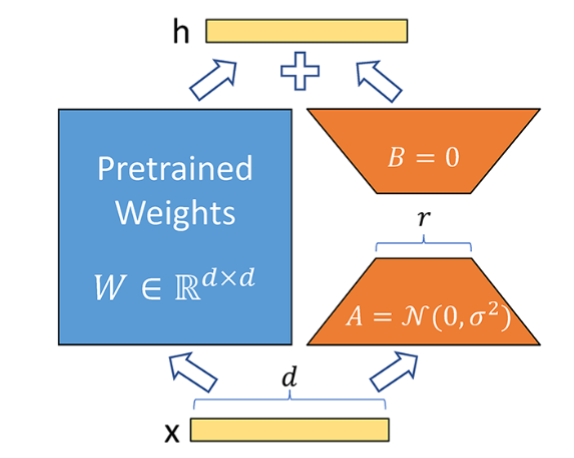 h
Pretrained
Weights
W ∈ ℝ^{d×d}
B = 0
r
A = 𝒩(0, σ²)
d
x